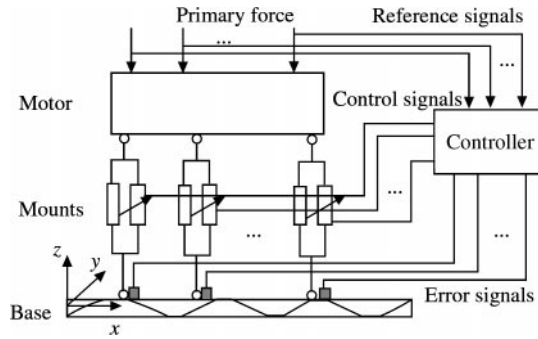 Primary force
Reference signals
...
...
...
Motor
Control signals
Controller
Mounts
...
...
...
z
y
x
Base
Error signals